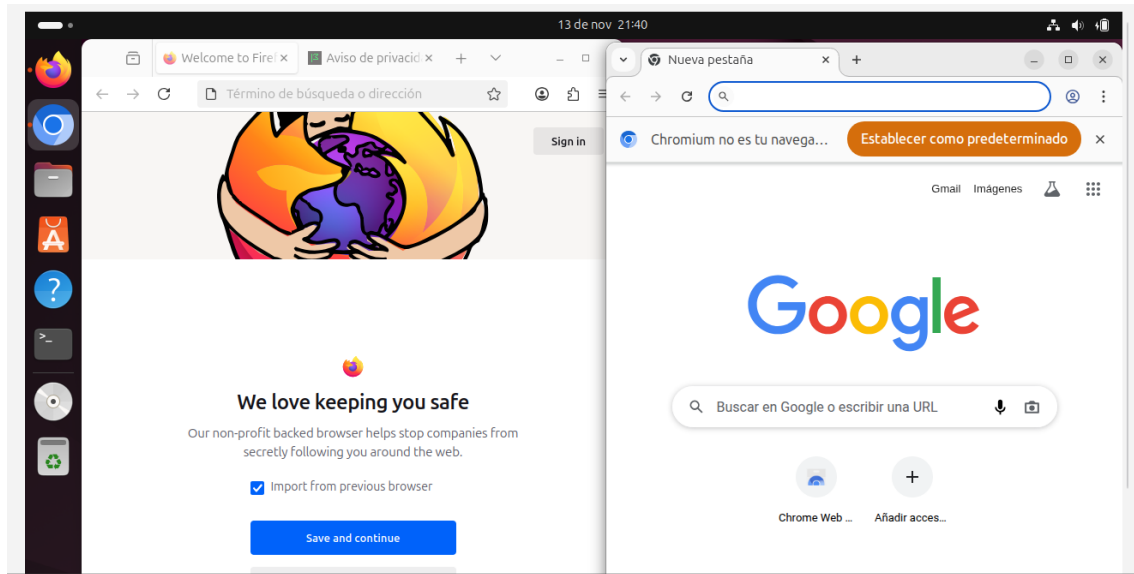 13 de nov 21:40
Welcome to Firef
Aviso de privacid
Término de búsqueda o dirección
Sign in
We love keeping you safe
Our non-profit backed browser helps stop companies from
secretly following you around the web.
Import from previous browser
Save and continue
Nueva pestaña
Chromium no es tu navega...
Establecer como predeterminado
Gmail Imágenes
Google
Buscar en Google o escribir una URL
Chrome Web ...
Añadir acces...